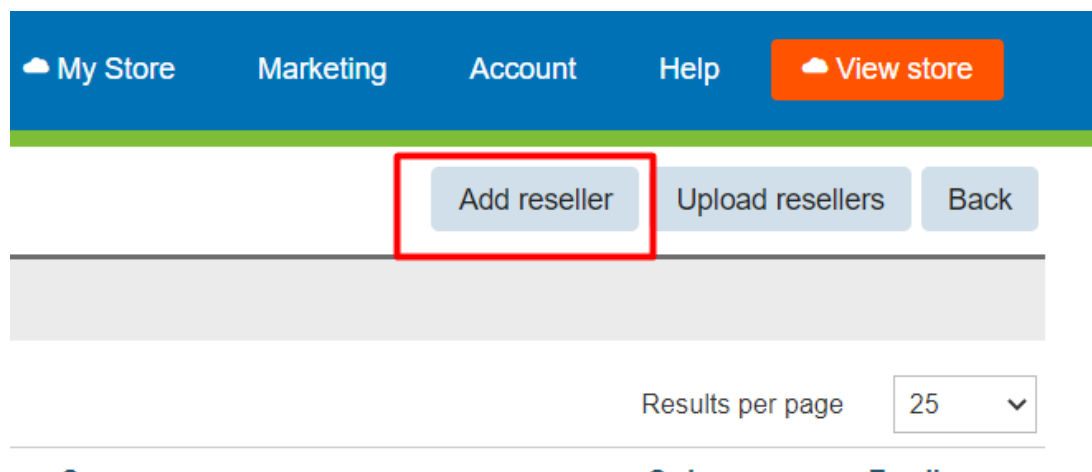 My Store Marketing Account Help View store
Add reseller Upload resellers Back
Results per page 25